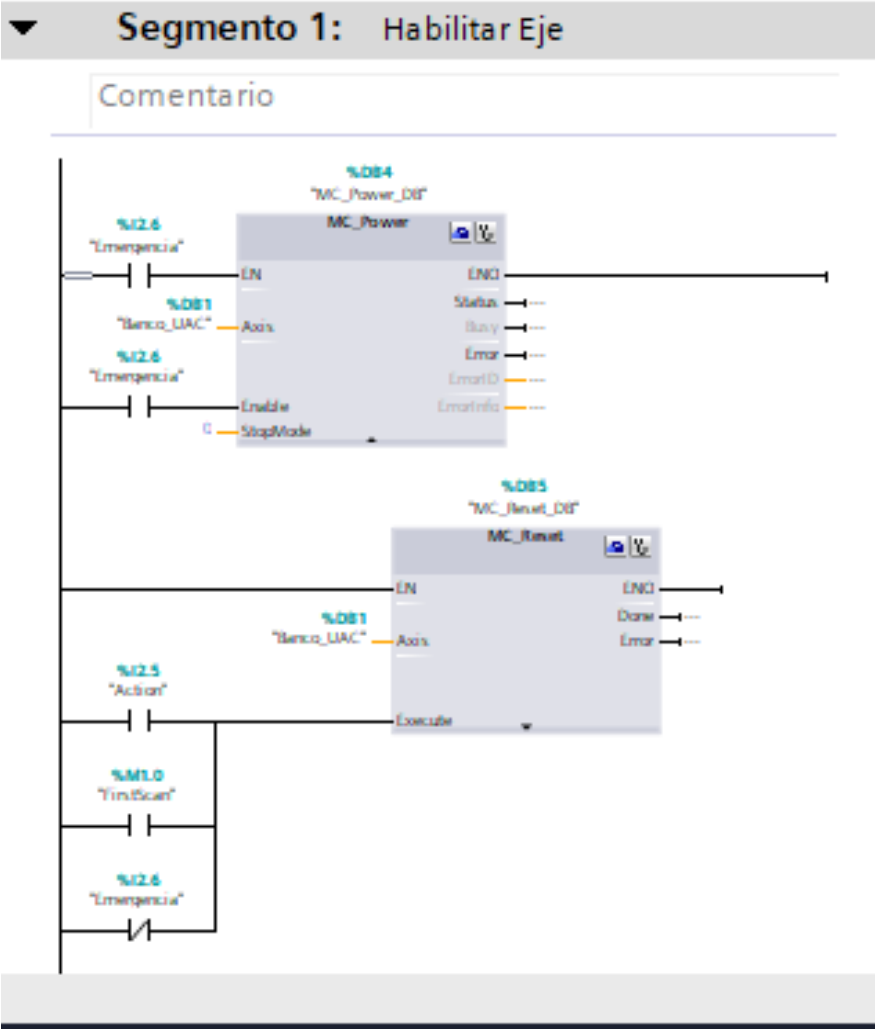 Segmento 1: Habilitar Eje
Comentario
%DB4
"MC_Power_DB"
MC_Power
%I2.6
"Emergencia"
EN ENO
Status
%DB1
"Banco_UAC" Axis Busy
%I2.6 Error
"Emergencia"
ErrorID
Enable ErrorInfo
0 StopMode
%DB5
"MC_Reset_DB"
MC_Reset
EN ENO
%DB1 Done
"Banco_UAC" Axis Error
%I2.5
"Action"
Execute
%M1.0
"FirstScan"
%I2.6
"Emergencia"